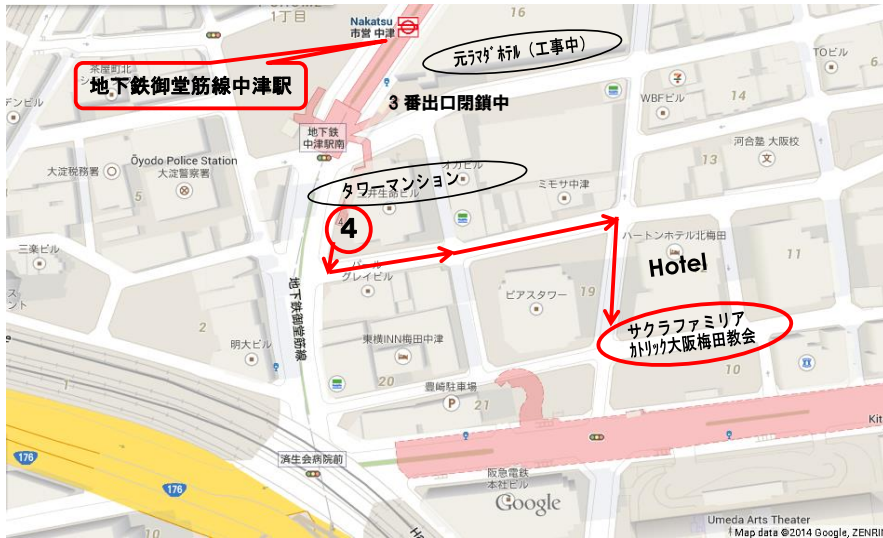 1丁目
16
Nakatsu
市営 中津
元ラマダホテル（工事中）
TOビル
茶屋町北
地下鉄御堂筋線中津駅
3 番出口閉鎖中
WBFビル
14
6
地下鉄
中津駅南
河合塾 大阪校
13
大淀税務署
Ōyodo Police Station
大淀警察署
5
オカビル
タワーマンション
三井生命ビル
ミモザ中津
4
三楽ビル
ハートンホテル北梅田
Hotel
11
パール
グレイビル
ピアスタワー
19
地下鉄御堂筋線
サクラファミリア
カトリック大阪梅田教会
2
明大ビル
東横INN梅田中津
20
10
豊崎駐車場
P
21
1
Kit
176
済生会病院前
176
阪急電鉄
本社ビル
Google
10
Umeda Arts Theater
Map data ©2014 Google, ZENRIN